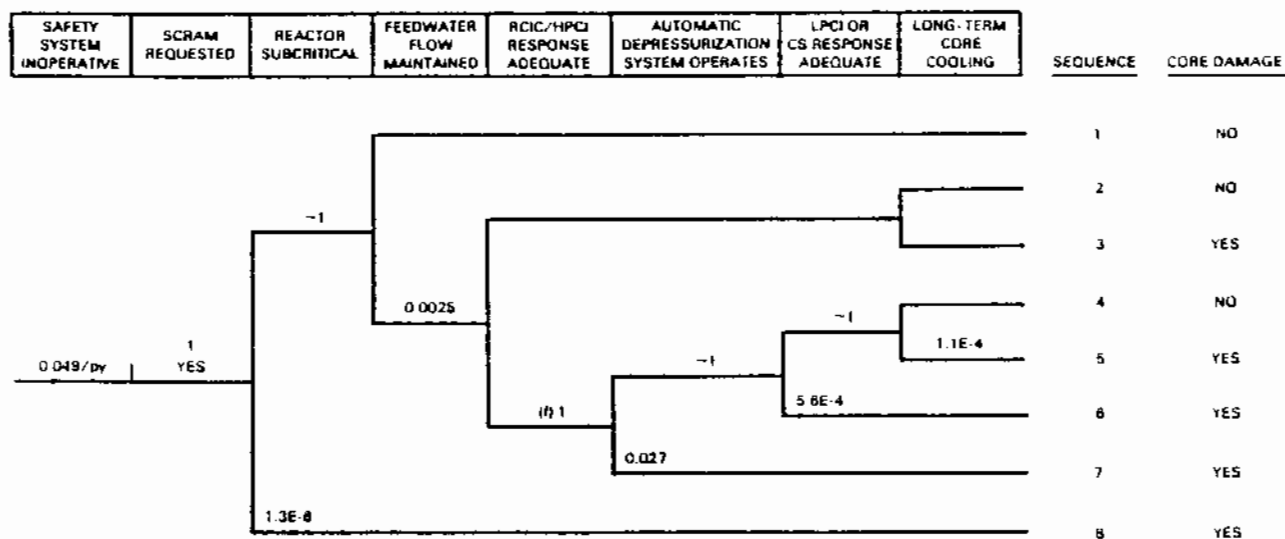 SAFETY SYSTEM INOPERATIVE
SCRAM REQUESTED
REACTOR SUBCRITICAL
FEEDWATER FLOW MAINTAINED
RCIC/HPCI RESPONSE ADEQUATE
AUTOMATIC DEPRESSURIZATION SYSTEM OPERATES
LPCI OR CS RESPONSE ADEQUATE
LONG-TERM CORE COOLING
SEQUENCE
CORE DAMAGE
1 NO
2 NO
~1
3 YES
0.0025
4 NO
~1
1
1.1E-4
0.049/py
YES
~1
5 YES
5.6E-4
(f) 1
6 YES
0.027
7 YES
1.3E-6
8 YES